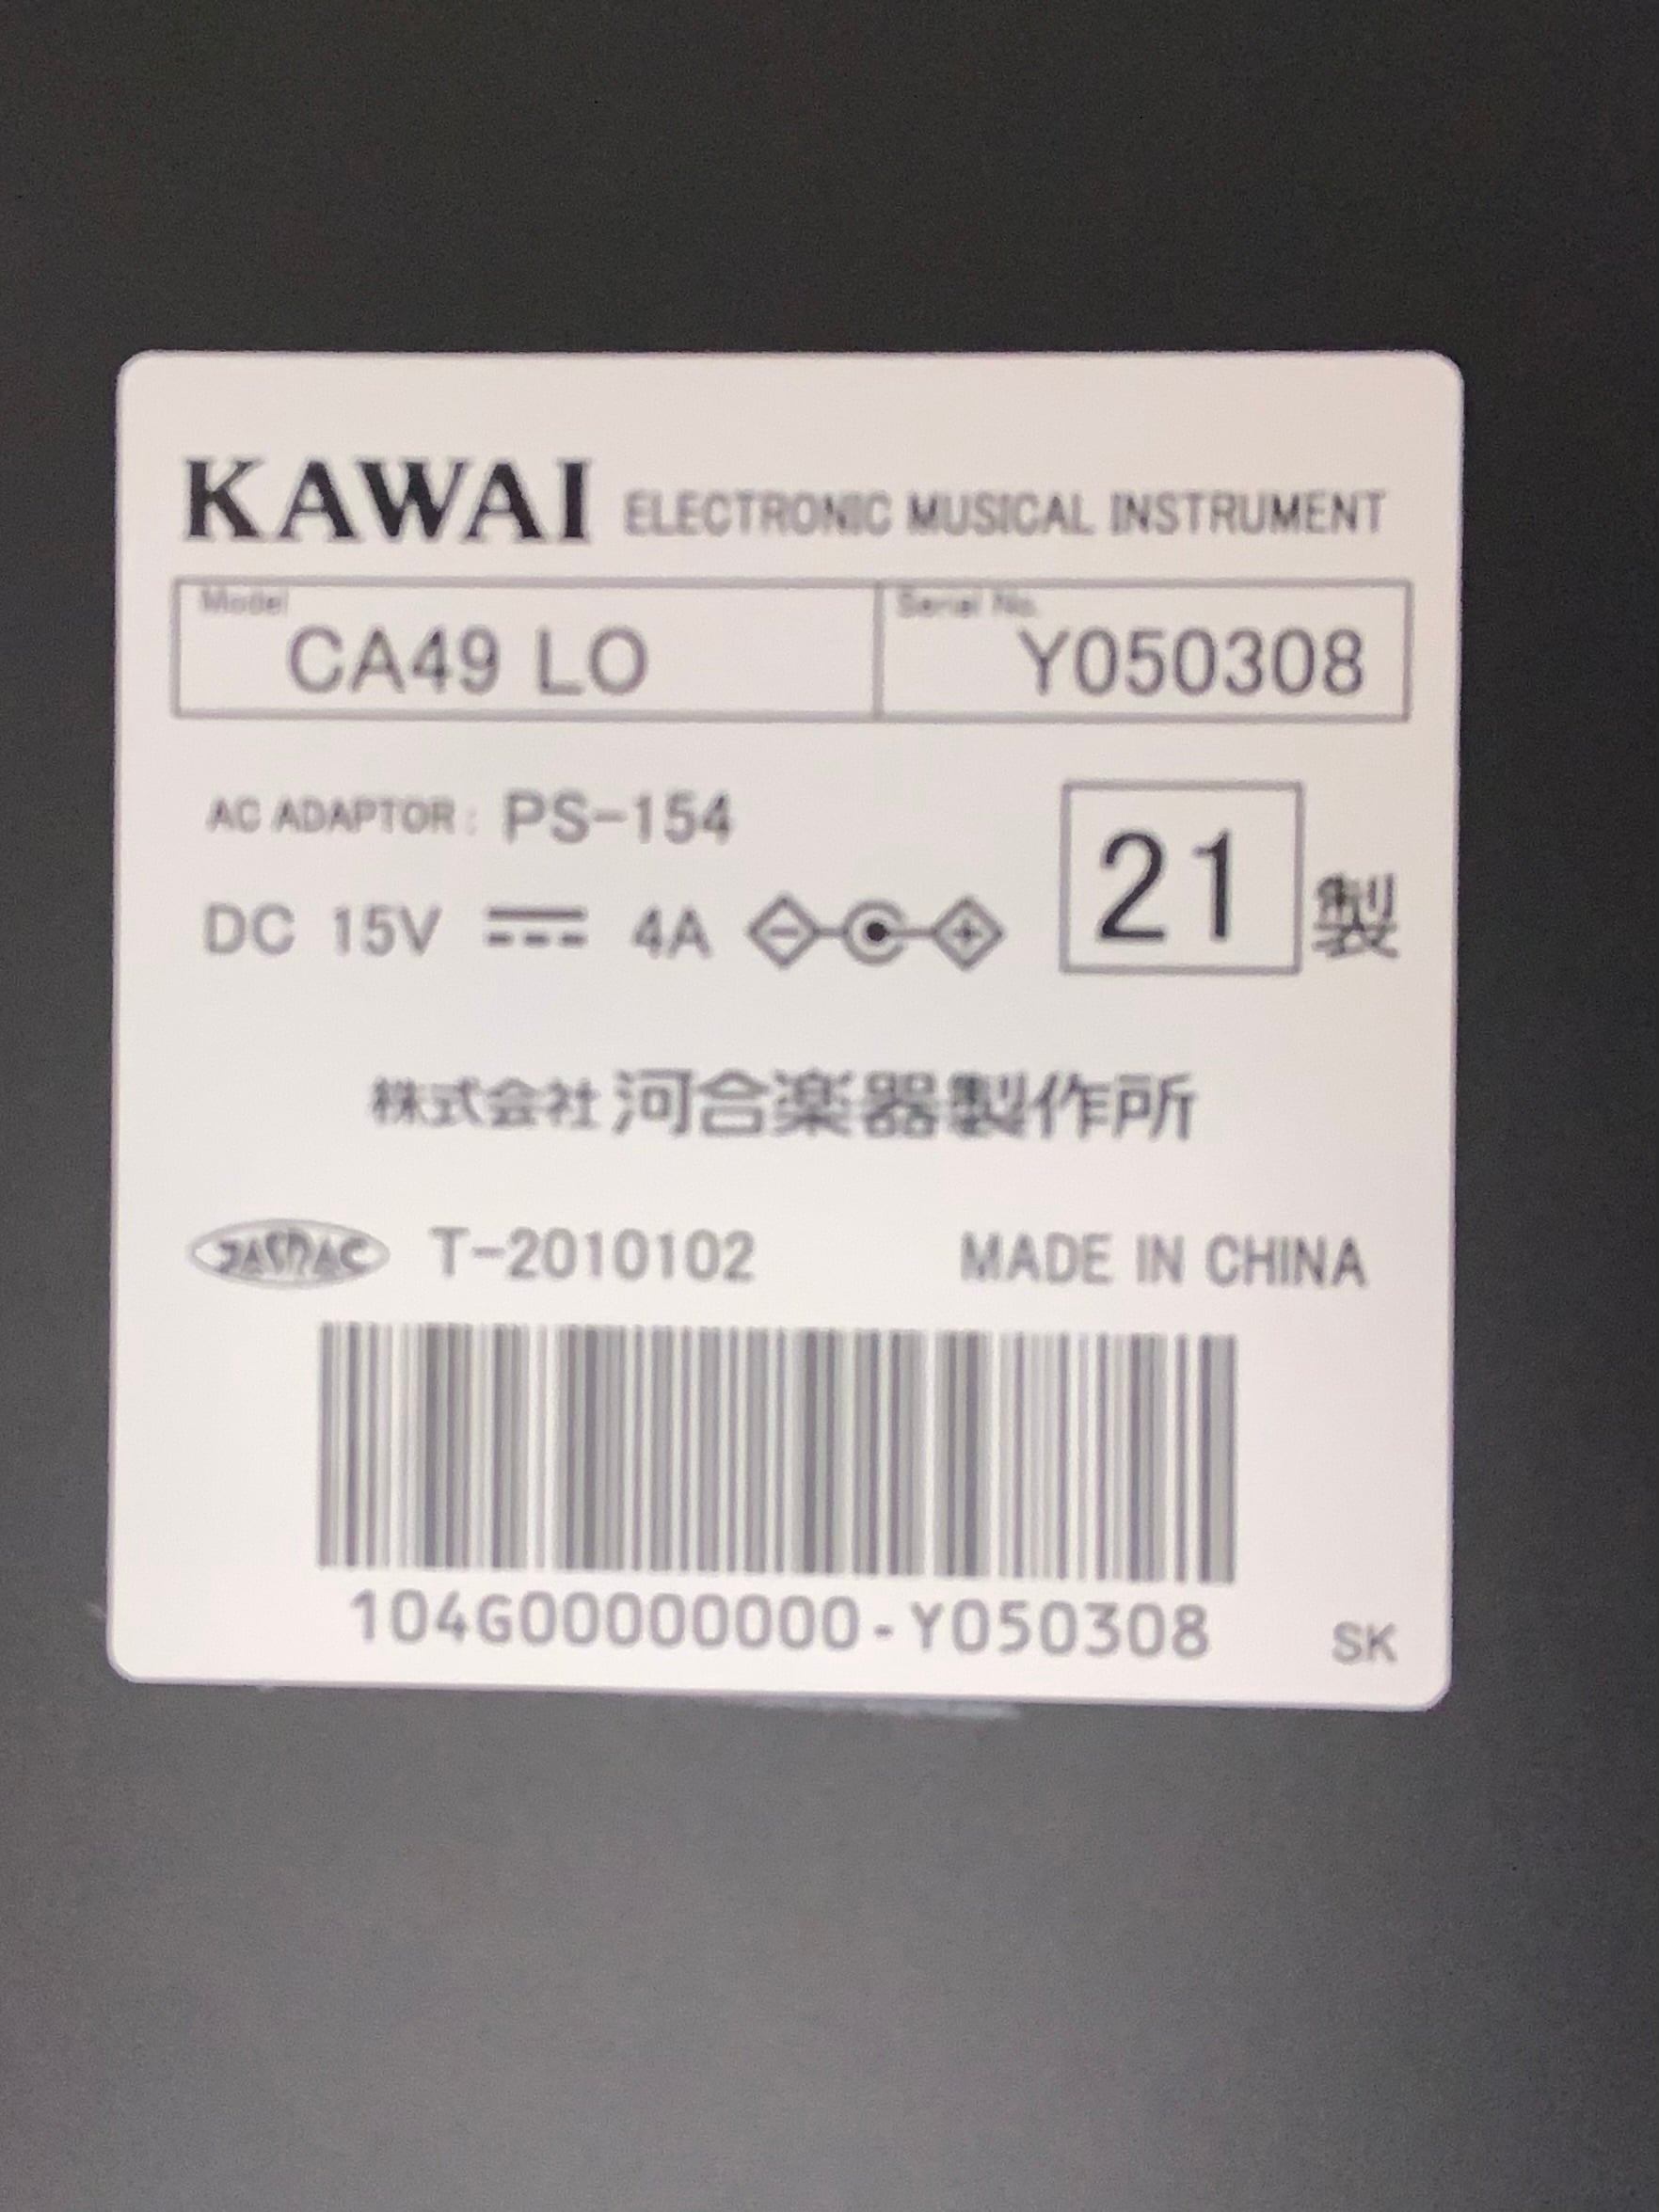 KAWAI ELECTRONIC MUSICAL INSTRUMENT
Model Serial No.
CA49 LO Y050308
AC ADAPTOR: PS-154
DC 15V 4A
21 製
株式会社 河合楽器製作所
JASRAC T-2010102 MADE IN CHINA
104G00000000-Y050308 SK